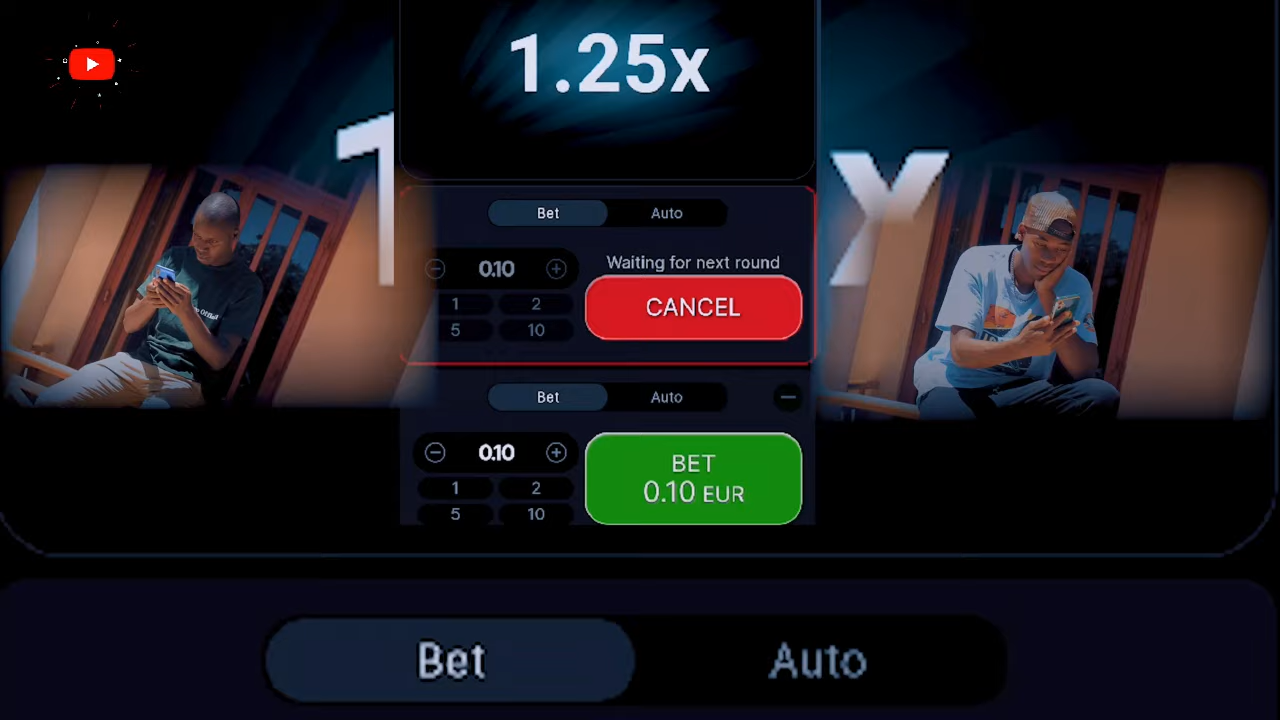 1.25x
1
x
Bet Auto
0.10
Waiting for next round
1 2
CANCEL
5 10
Bet Auto
0.10
BET
0.10 EUR
1 2
5 10
Bet Auto